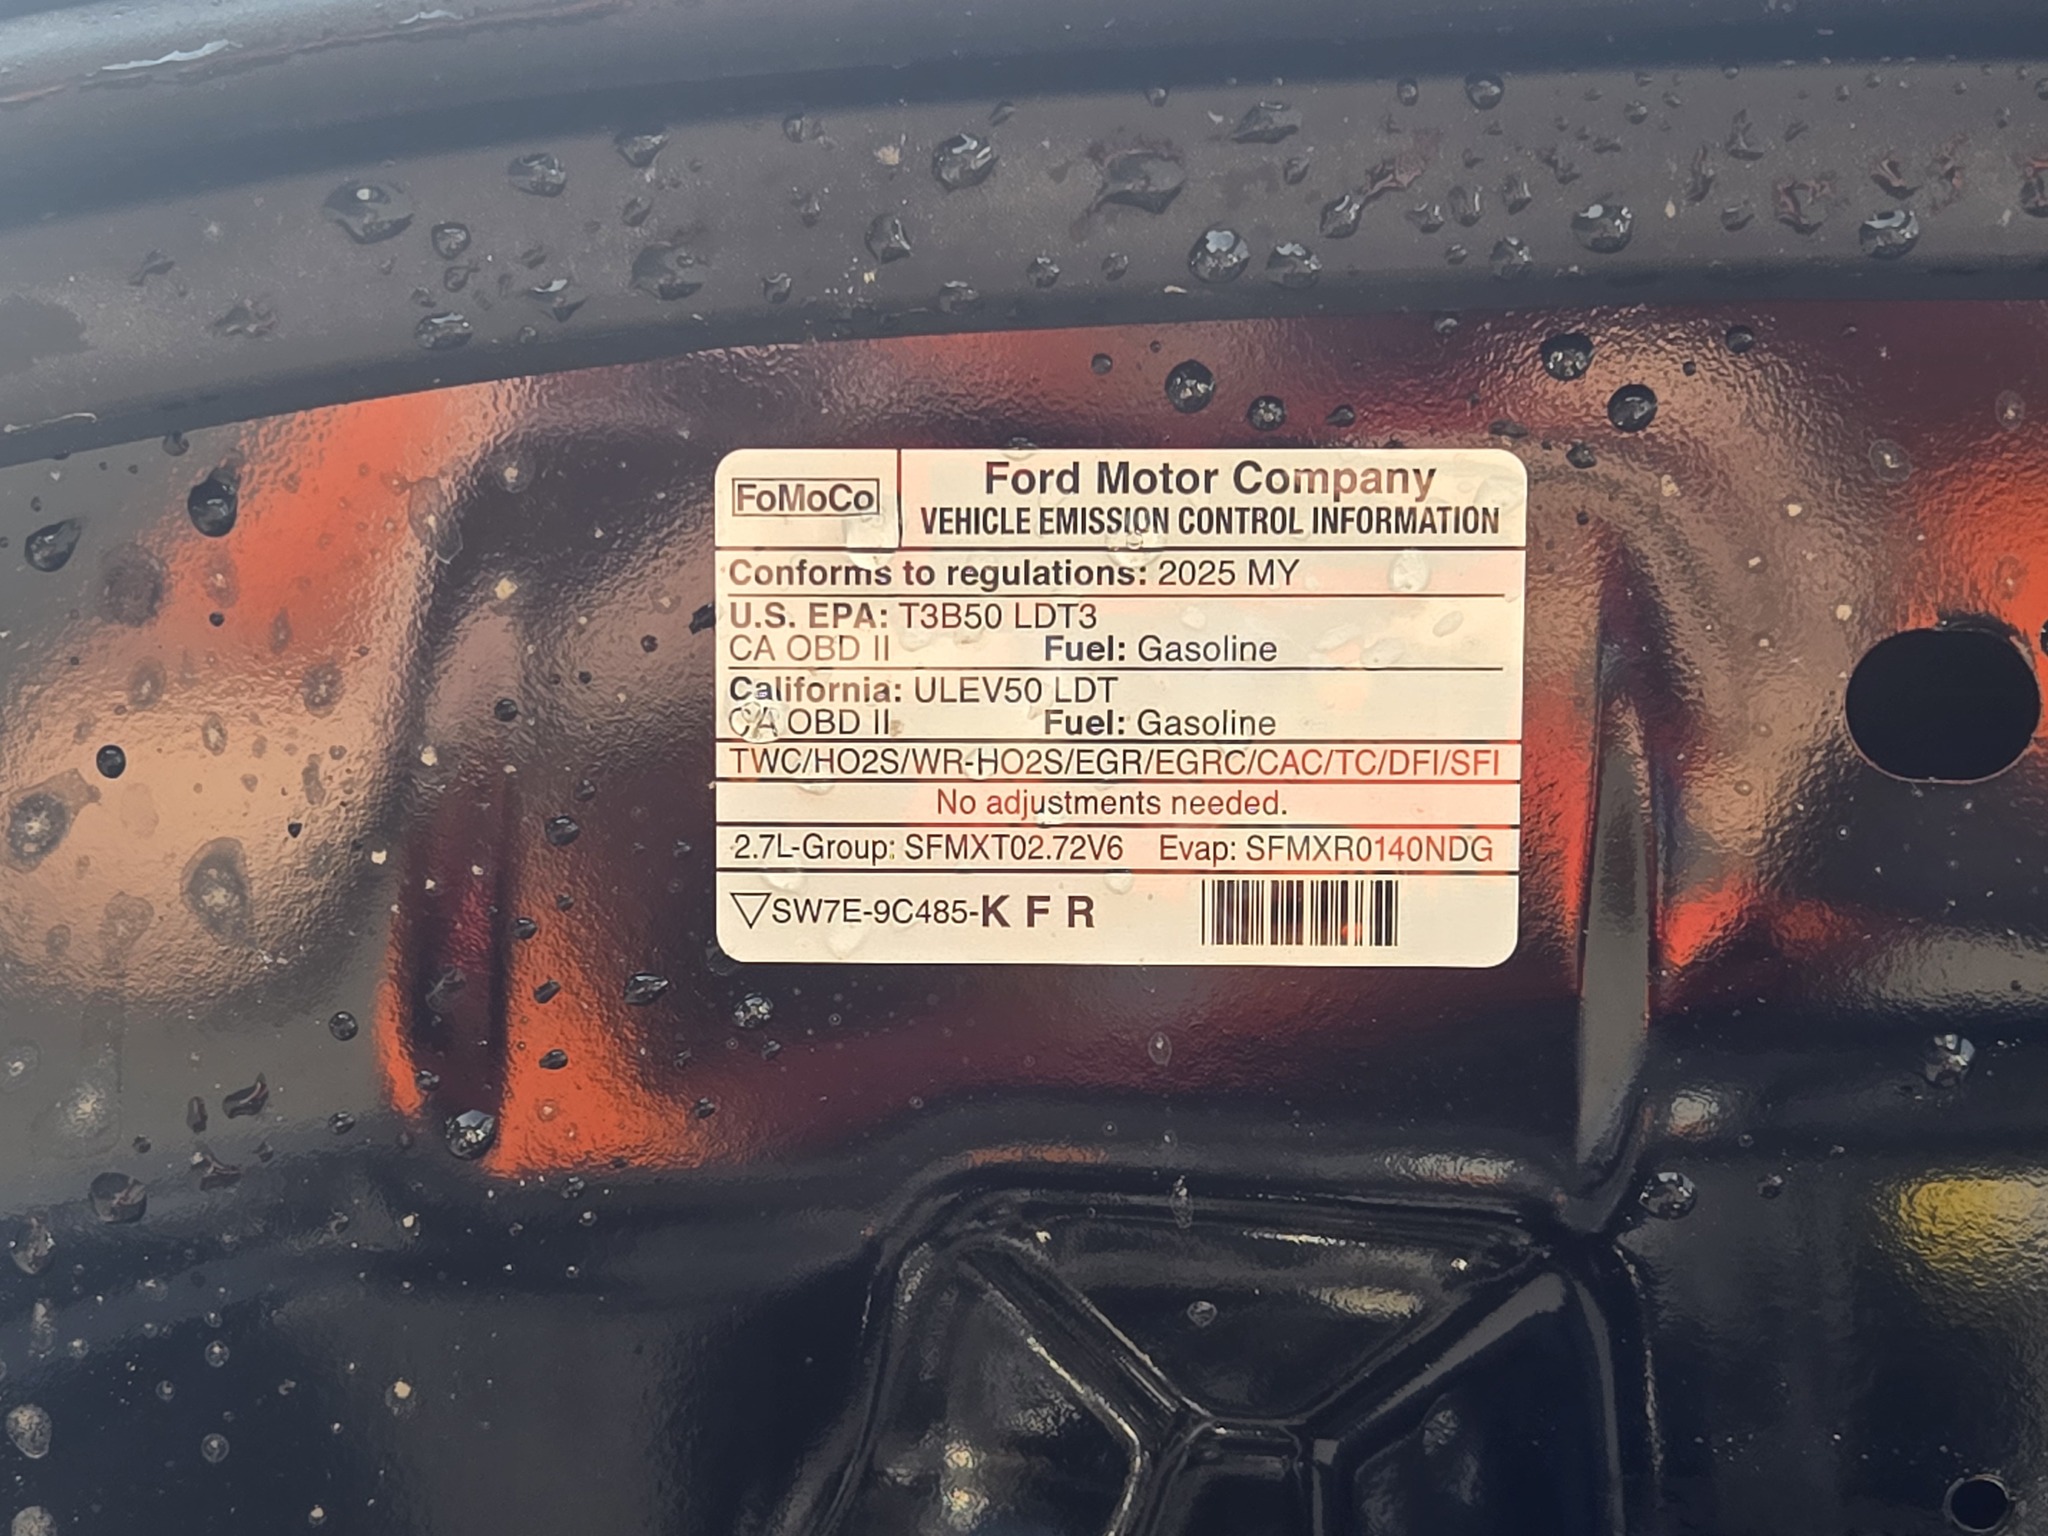 FoMoCo
Ford Motor Company
VEHICLE EMISSION CONTROL INFORMATION
Conforms to regulations: 2025 MY
U.S. EPA: T3B50 LDT3
CA OBD II Fuel: Gasoline
California: ULEV50 LDT
CA OBD II Fuel: Gasoline
TWC/HO2S/WR-HO2S/EGR/EGRC/CAC/TC/DFI/SFI
No adjustments needed.
2.7L-Group: SFMXT02.72V6 Evap: SFMXR0140NDG
▽SW7E-9C485-K F R